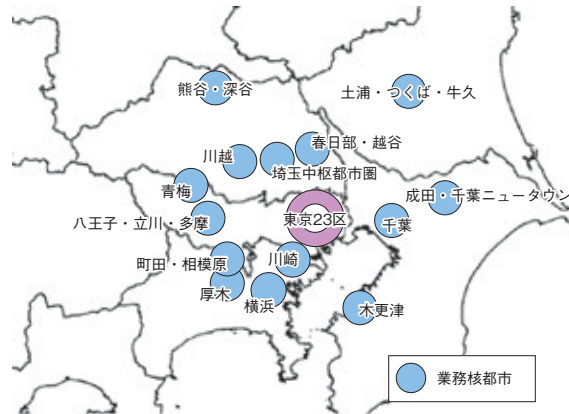 熊谷・深谷
土浦・つくば・牛久
春日部・越谷
川越
埼玉中枢都市圏
青梅
成田・千葉ニュータウン
八王子・立川・多摩
東京23区
千葉
町田・相模原
川崎
厚木
横浜
木更津
業務核都市